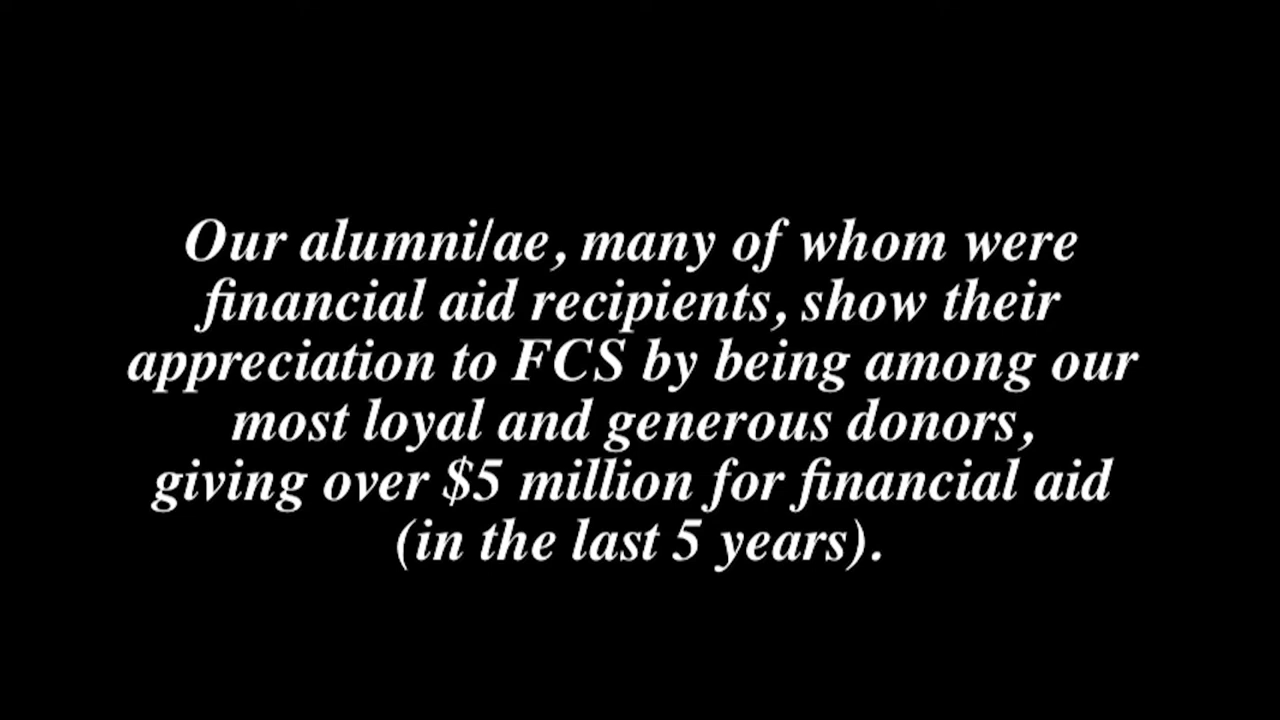 Our alumni/ae, many of whom were
financial aid recipients, show their
appreciation to FCS by being among our
most loyal and generous donors,
giving over $5 million for financial aid
(in the last 5 years).